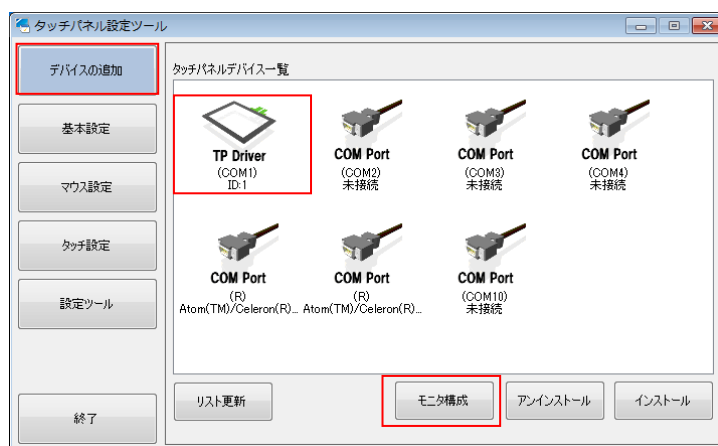 タッチパネル設定ツール
デバイスの追加
基本設定
マウス設定
タッチ設定
設定ツール
終了
タッチパネルデバイス一覧
TP Driver
(COM1)
ID:1
COM Port
(COM2)
未接続
COM Port
(COM3)
未接続
COM Port
(COM4)
未接続
COM Port
(R)
Atom(TM)/Celeron(R)...
COM Port
(R)
Atom(TM)/Celeron(R)...
COM Port
(COM10)
未接続
リスト更新
モニタ構成
アンインストール
インストール